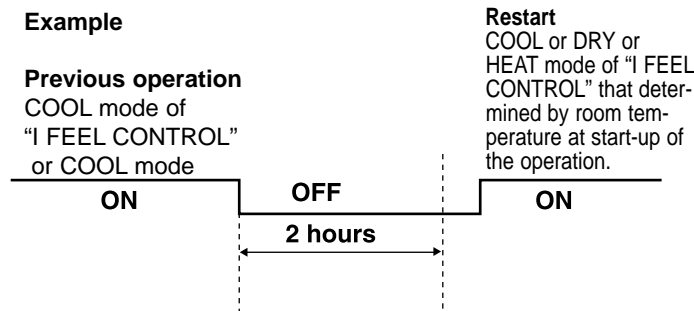 Example
Previous operation
COOL mode of
“I FEEL CONTROL”
or COOL mode
Restart
COOL or DRY or
HEAT mode of “I FEEL
CONTROL” that deter-
mined by room tem-
perature at start-up of
the operation.
ON
OFF
ON
2 hours